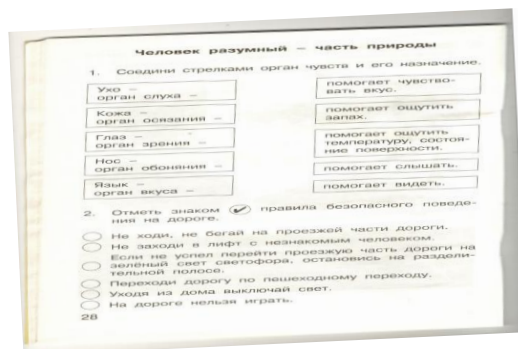 Человек разумный – часть природы
1. Соедини стрелками орган чувств и его назначение.
Ухо –
орган слуха –
помогает чувство-
вать вкус.
Кожа –
орган осязания –
помогает ощутить
запах.
Глаз –
орган зрения –
помогает ощутить
температуру, состоя-
ние поверхности.
Нос –
орган обоняния –
помогает слышать.
Язык –
орган вкуса –
помогает видеть.
2. Отметь знаком ✓ правила безопасного поведе-
ния на дороге.
Не ходи, не бегай на проезжей части дороги.
Не заходи в лифт с незнакомым человеком.
Если не успел перейти проезжую часть дороги на
зелёный свет светофора, остановись на раздели-
тельной полосе.
Переходи дорогу по пешеходному переходу.
Уходя из дома выключай свет.
На дороге нельзя играть.
28